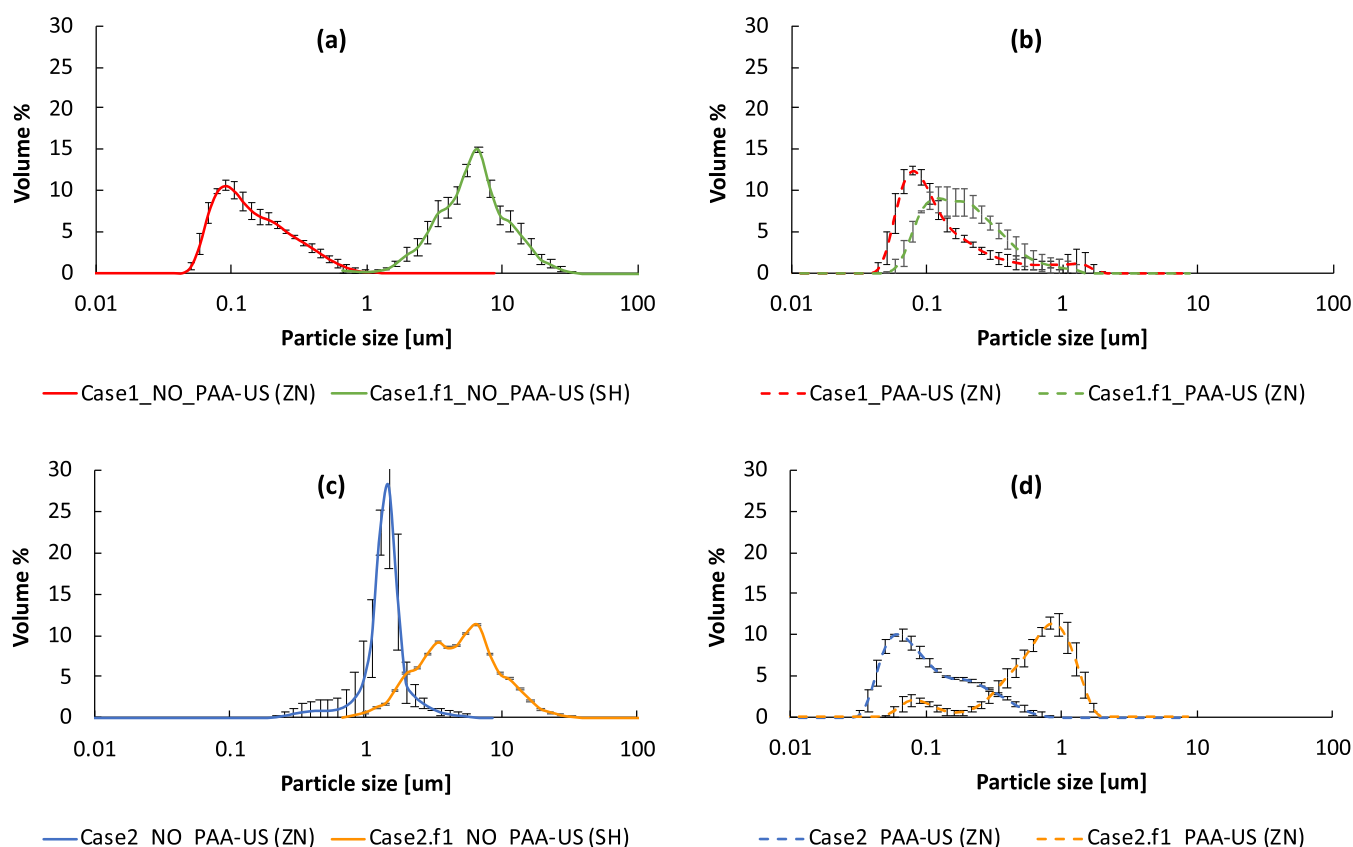 (a)
30
25
20
15
10
5
0
Volume %
0.01 0.1 1 10 100
Particle size [um]
Case1_NO_PAA-US (ZN) Case1.f1_NO_PAA-US (SH)
(b)
30
25
20
15
10
5
0
Volume %
0.01 0.1 1 10 100
Particle size [um]
Case1_PAA-US (ZN) Case1.f1_PAA-US (ZN)
(c)
30
25
20
15
10
5
0
Volume %
0.01 0.1 1 10 100
Particle size [um]
Case2 NO PAA-US (ZN) Case2.f1 NO PAA-US (SH)
(d)
30
25
20
15
10
5
0
Volume %
0.01 0.1 1 10 100
Particle size [um]
Case2 PAA-US (ZN) Case2.f1 PAA-US (ZN)